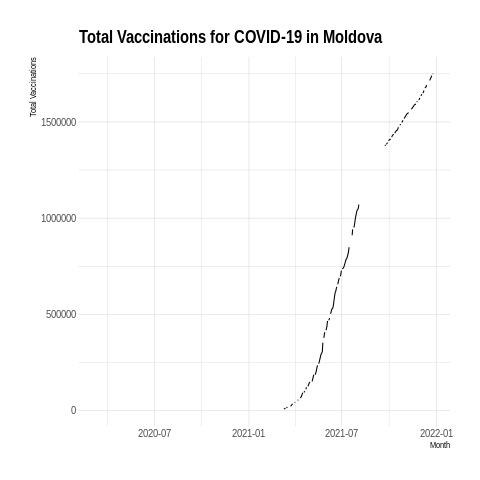 Total Vaccinations for COVID-19 in Moldova
Total Vaccinations
1500000
1000000
500000
0
2020-07
2021-01
2021-07
2022-01
Month